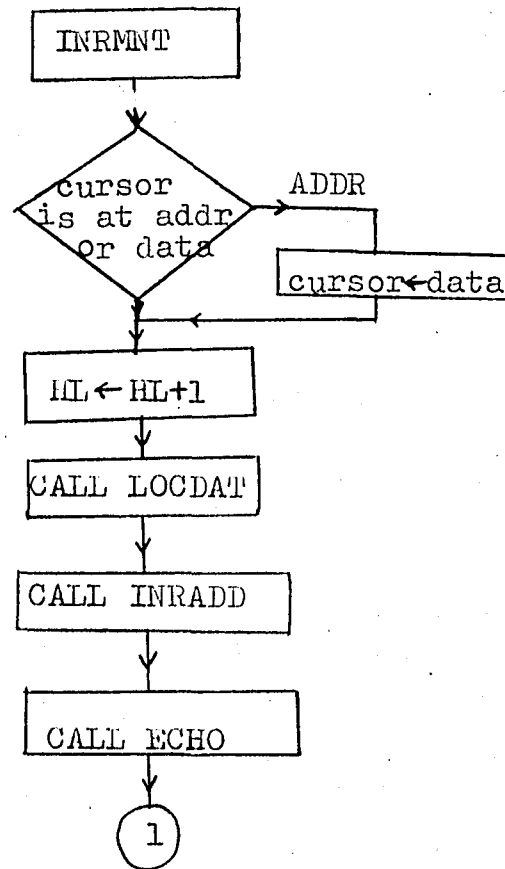 INRMNT
cursor
is at addr
or data
ADDR
cursor←data
HL ← HL+1
CALL LOCDAT
CALL INRADD
CALL ECHO
1